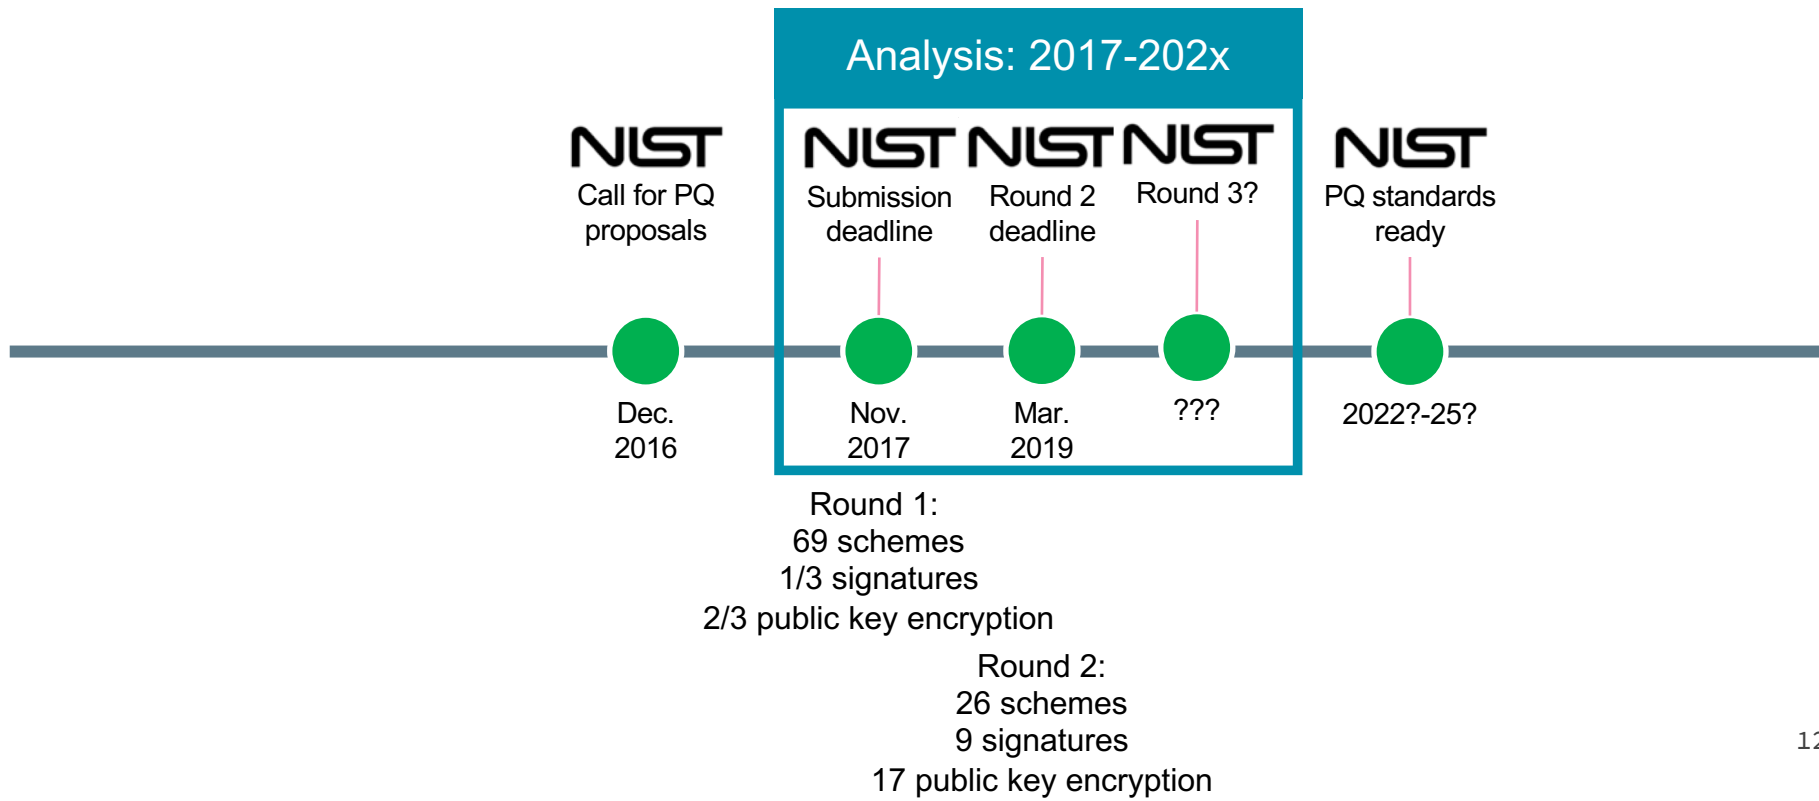 Analysis: 2017-202x
NIST
Call for PQ
proposals
NIST
Submission
deadline
NIST
Round 2
deadline
NIST
Round 3?
NIST
PQ standards
ready
Dec.
2016
Nov.
2017
Mar.
2019
???
2022?-25?
Round 1:
69 schemes
1/3 signatures
2/3 public key encryption
Round 2:
26 schemes
9 signatures
17 public key encryption
12